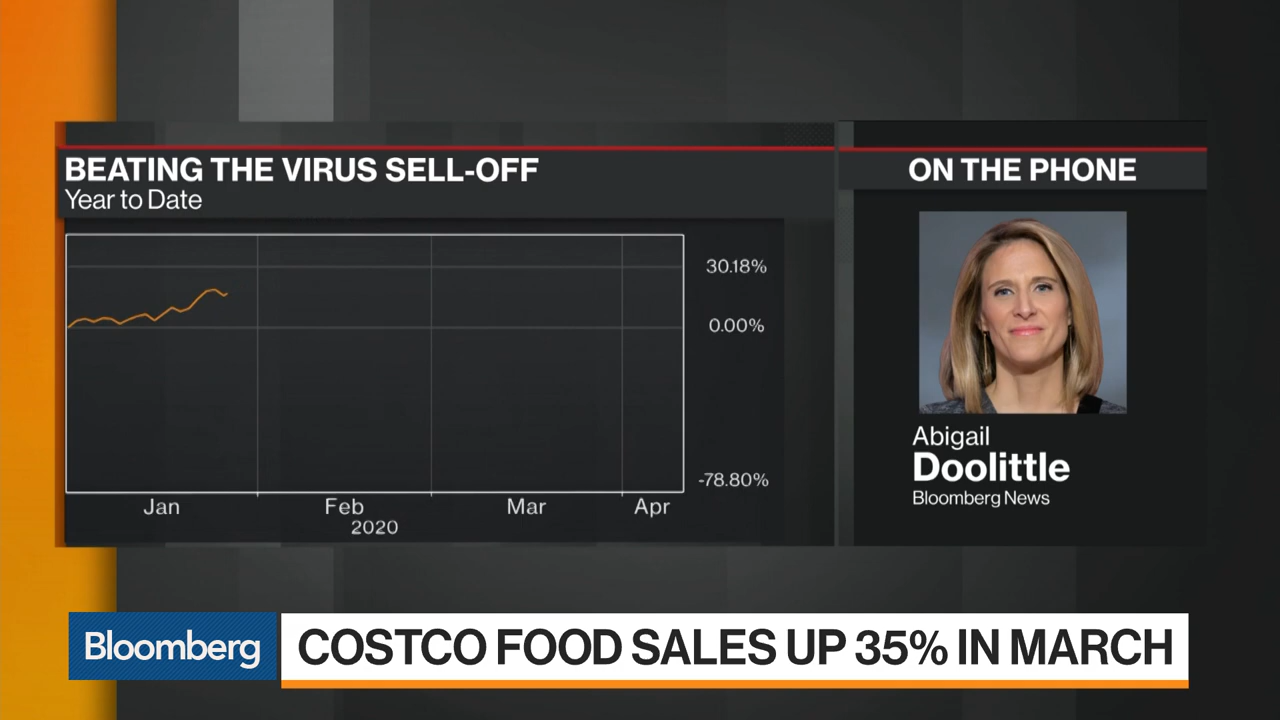 BEATING THE VIRUS SELL-OFF
Year to Date
30.18%
0.00%
-78.80%
Jan Feb Mar Apr
2020
ON THE PHONE
Abigail
Doolittle
Bloomberg News
Bloomberg
COSTCO FOOD SALES UP 35% IN MARCH